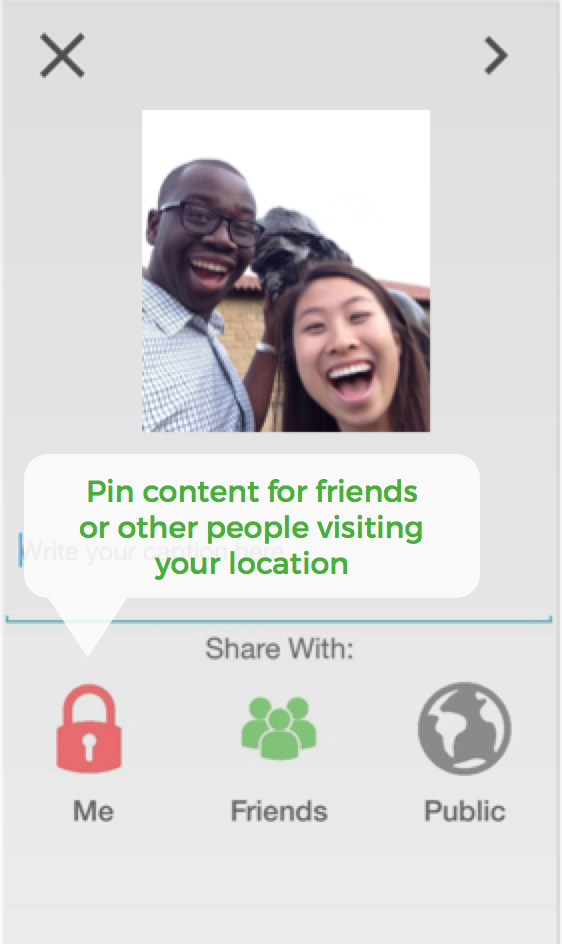 Pin content for friends
or other people visiting
your location
Write your caption here
Share With:
Me
Friends
Public